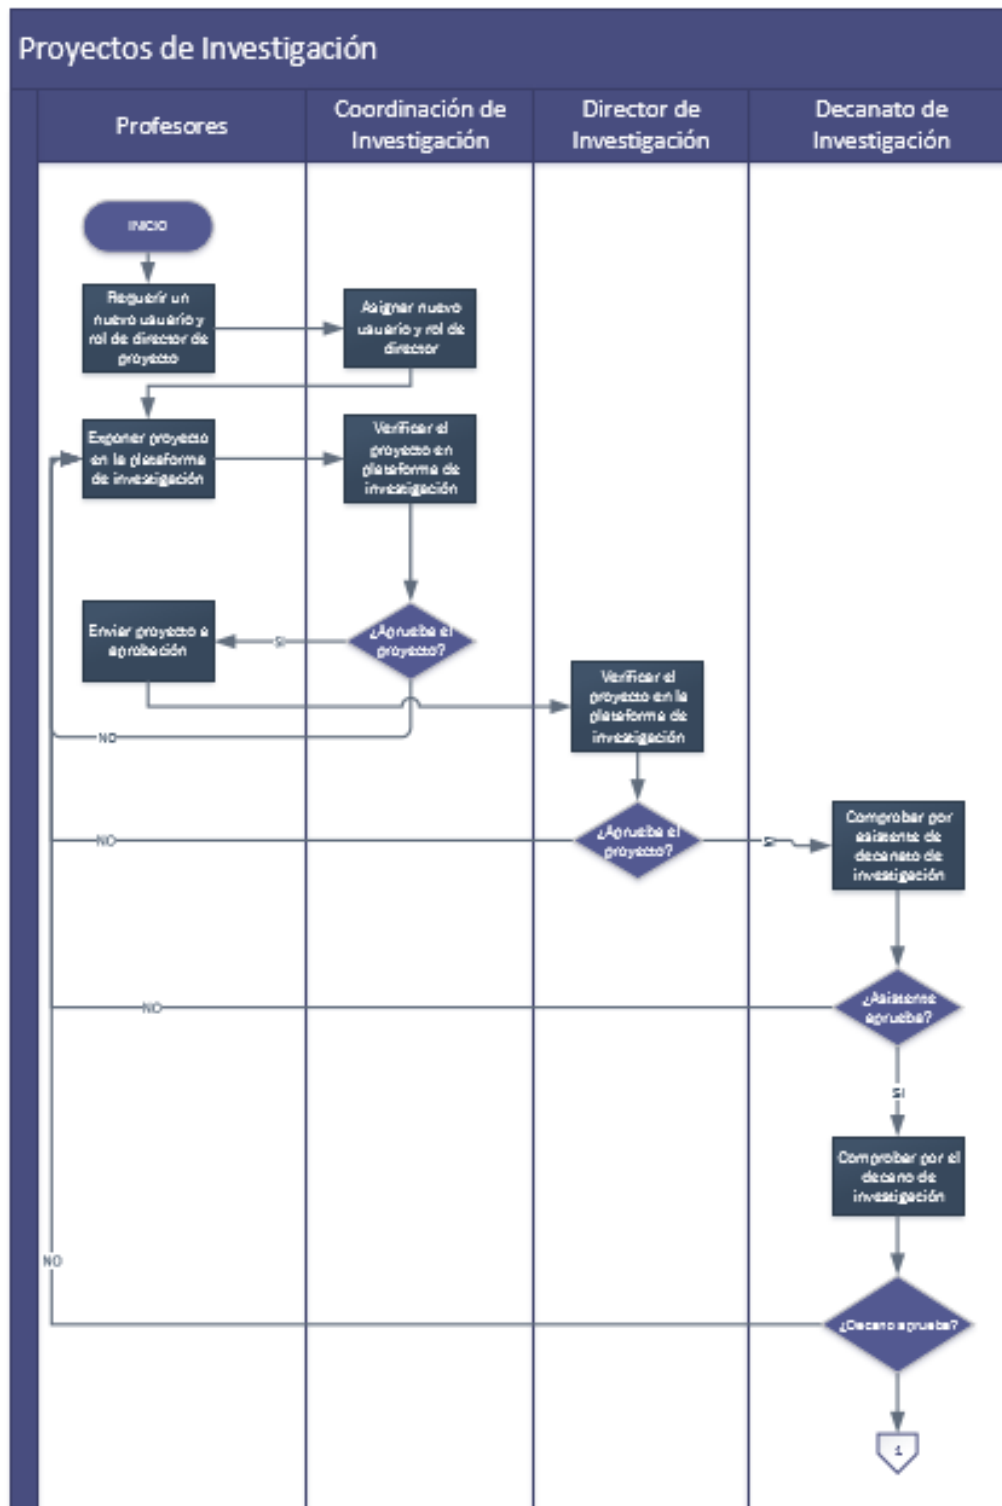 Proyectos de Investigación
Profesores
Coordinación de
Investigación
Director de
Investigación
Decanato de
Investigación
INICIO
Requerir un
nuevo usuario y
rol de director de
proyecto
Asignar nuevo
usuario y rol de
director
Exponer proyecto
en la plataforma
de investigación
Verificar el
proyecto en
plataforma de
investigación
Enviar proyecto a
aprobación
SI
¿Aprueba el
proyecto?
NO
Verificar el
proyecto en la
plataforma de
investigación
NO
¿Aprueba el
proyecto?
SI
Comprobar por
asistente de
decanato de
investigación
NO
¿Asistente
aprueba?
SI
Comprobar por el
decano de
investigación
NO
¿Decano aprueba?
1